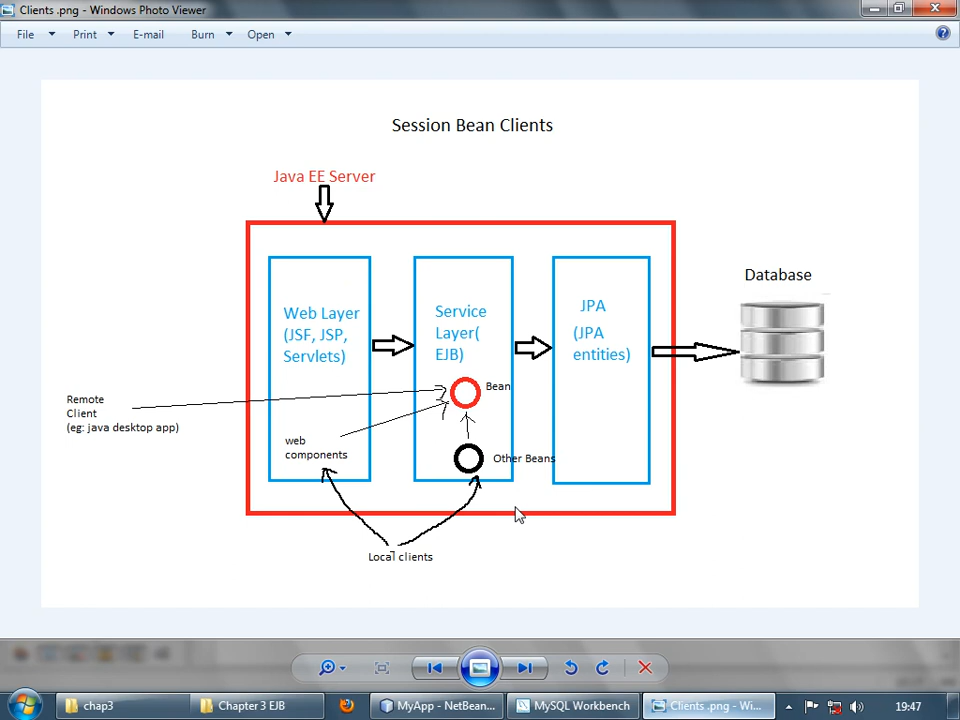 Clients .png - Windows Photo Viewer
File Print E-mail Burn Open
Session Bean Clients
Java EE Server
Database
Web Layer
(JSF, JSP,
Servlets)
Service
Layer(
EJB)
JPA
(JPA
entities)
Bean
Remote
Client
(eg: java desktop app)
web
components
Other Beans
Local clients
chap3
Chapter 3 EJB
MyApp - NetBean...
MySQL Workbench
Clients .png - Wi...
19:47